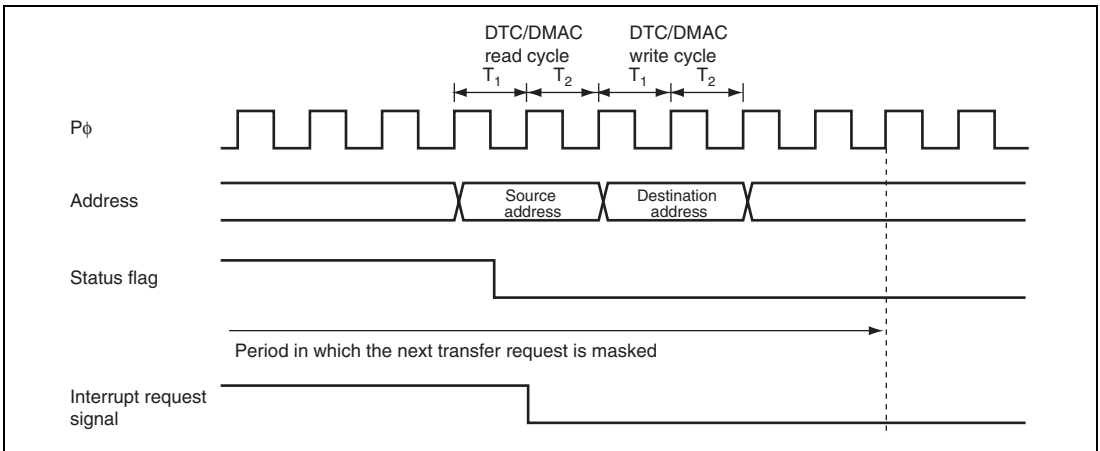 DTC/DMAC
read cycle
DTC/DMAC
write cycle
T1 T2 T1 T2
Pϕ
Address
Source
address
Destination
address
Status flag
Period in which the next transfer request is masked
Interrupt request
signal